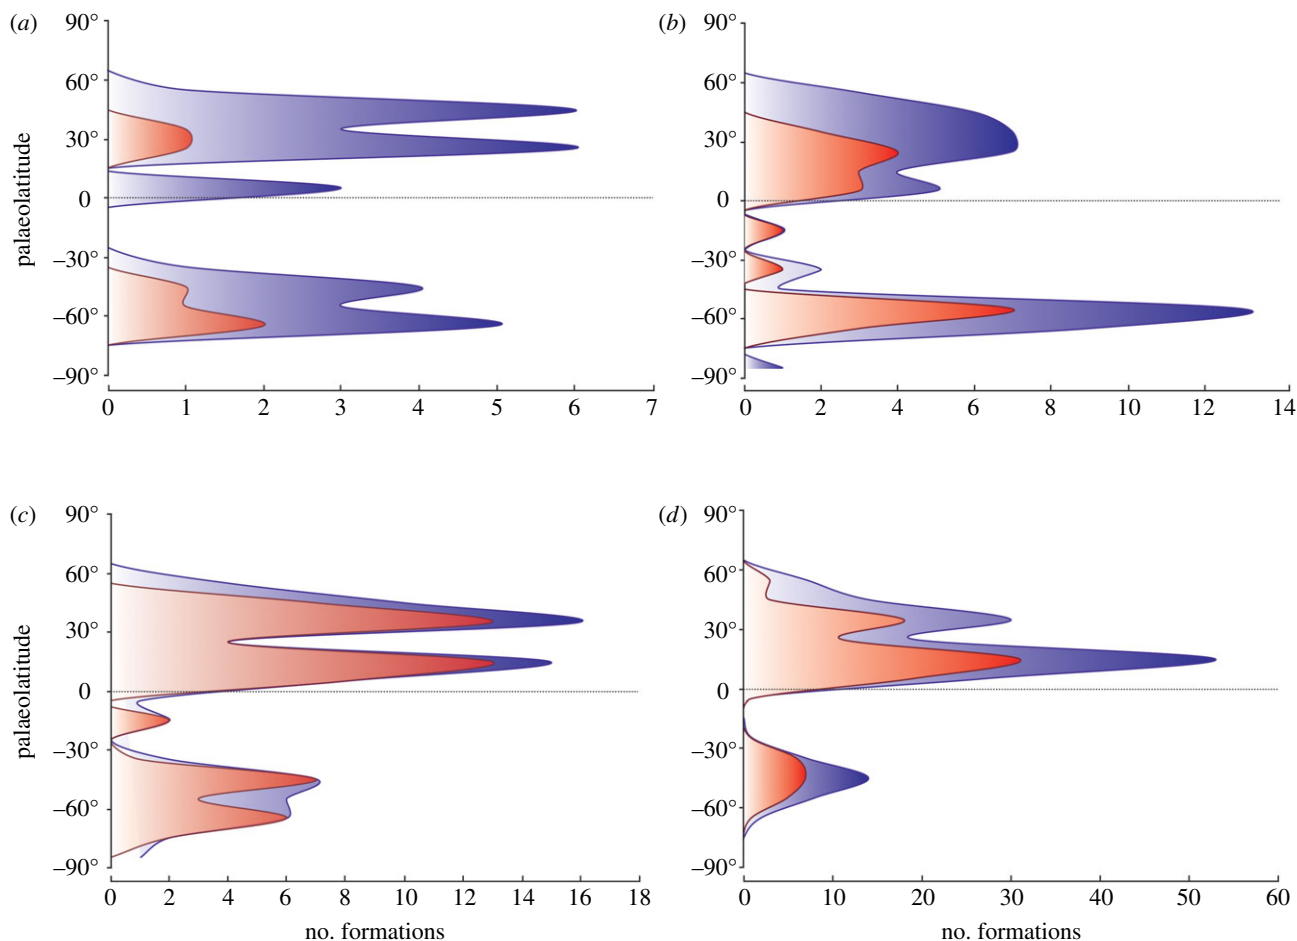 (a)
90°
60°
30°
0
–30°
–60°
–90°
palaeolatitude
0 1 2 3 4 5 6 7
(b)
90°
60°
30°
0
–30°
–60°
–90°
0 2 4 6 8 10 12 14
(c)
90°
60°
30°
0
–30°
–60°
–90°
palaeolatitude
0 2 4 6 8 10 12 14 16 18
no. formations
(d)
90°
60°
30°
0
–30°
–60°
–90°
0 10 20 30 40 50 60
no. formations